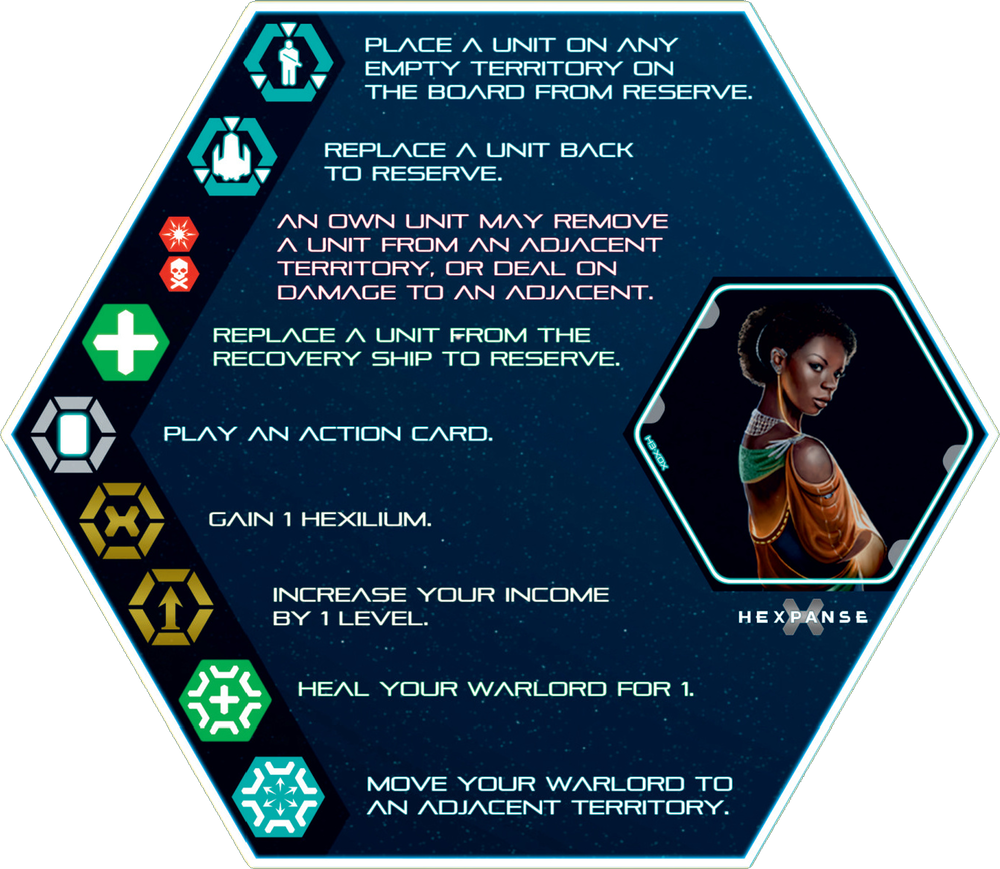 PLACE A UNIT ON ANY
EMPTY TERRITORY ON
THE BOARD FROM RESERVE.
REPLACE A UNIT BACK
TO RESERVE.
AN OWN UNIT MAY REMOVE
A UNIT FROM AN ADJACENT
TERRITORY, OR DEAL ON
DAMAGE TO AN ADJACENT.
REPLACE A UNIT FROM THE
RECOVERY SHIP TO RESERVE.
PLAY AN ACTION CARD.
GAIN 1 HEXILIUM.
INCREASE YOUR INCOME
BY 1 LEVEL.
HEAL YOUR WARLORD FOR 1.
MOVE YOUR WARLORD TO
AN ADJACENT TERRITORY.
HEXPANSE